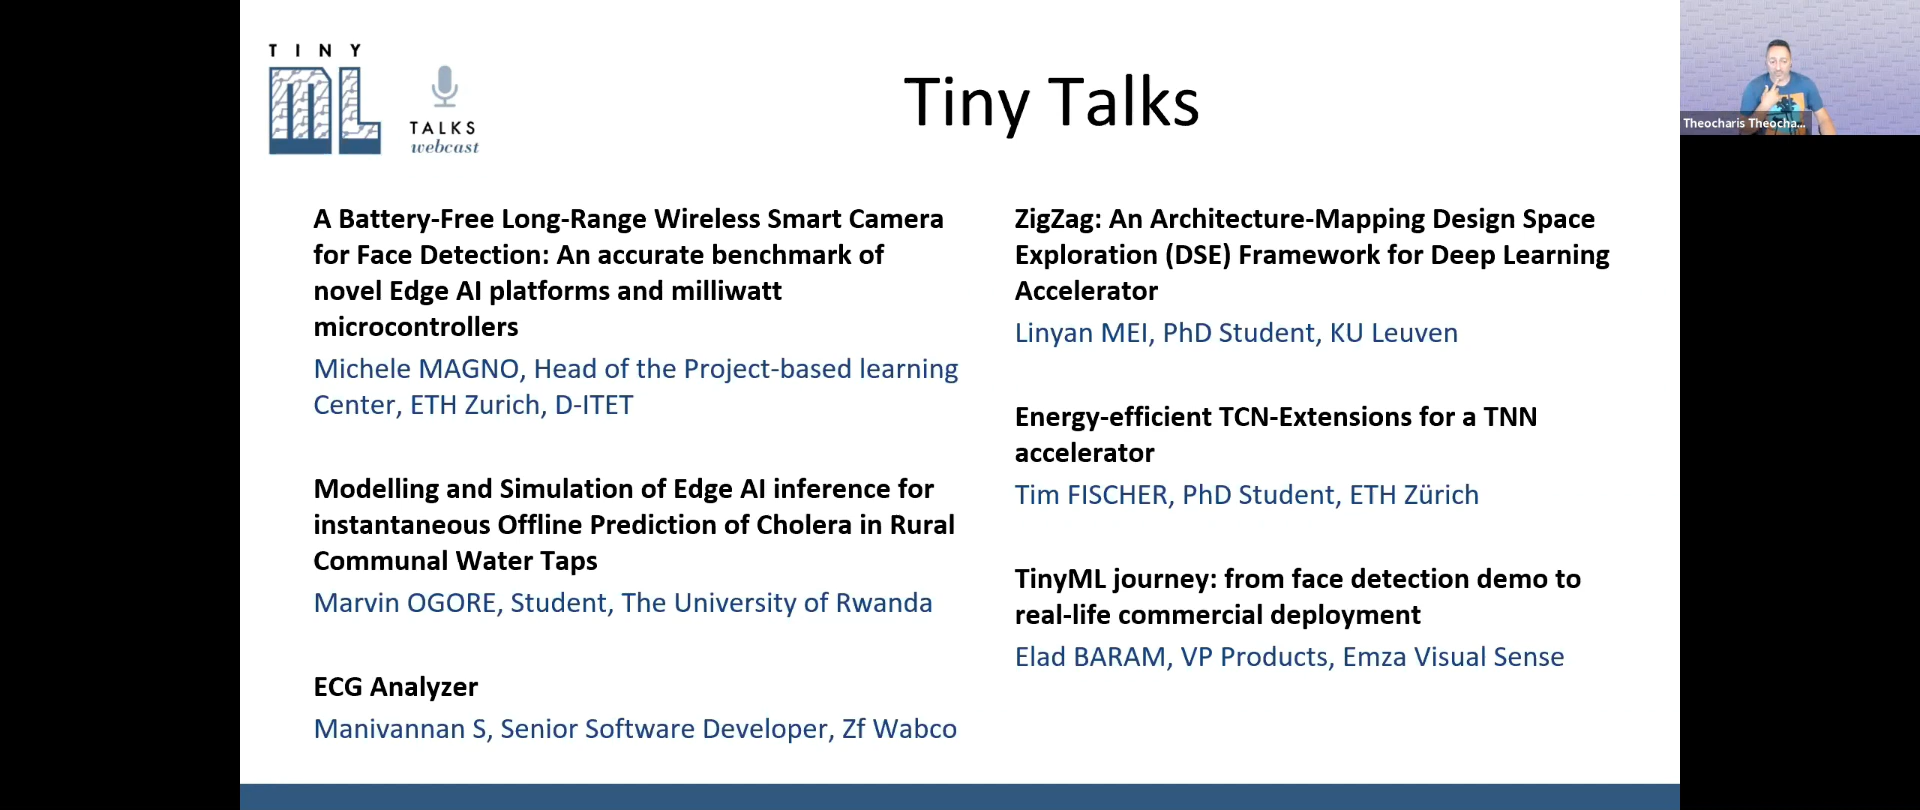 TINY
ML
TALKS
webcast
Tiny Talks
A Battery-Free Long-Range Wireless Smart Camera
for Face Detection: An accurate benchmark of
novel Edge AI platforms and milliwatt
microcontrollers
Michele MAGNO, Head of the Project-based learning
Center, ETH Zurich, D-ITET
Modelling and Simulation of Edge AI inference for
instantaneous Offline Prediction of Cholera in Rural
Communal Water Taps
Marvin OGORE, Student, The University of Rwanda
ECG Analyzer
Manivannan S, Senior Software Developer, Zf Wabco
ZigZag: An Architecture-Mapping Design Space
Exploration (DSE) Framework for Deep Learning
Accelerator
Linyan MEI, PhD Student, KU Leuven
Energy-efficient TCN-Extensions for a TNN
accelerator
Tim FISCHER, PhD Student, ETH Zürich
TinyML journey: from face detection demo to
real-life commercial deployment
Elad BARAM, VP Products, Emza Visual Sense
Theocharis Theocha...